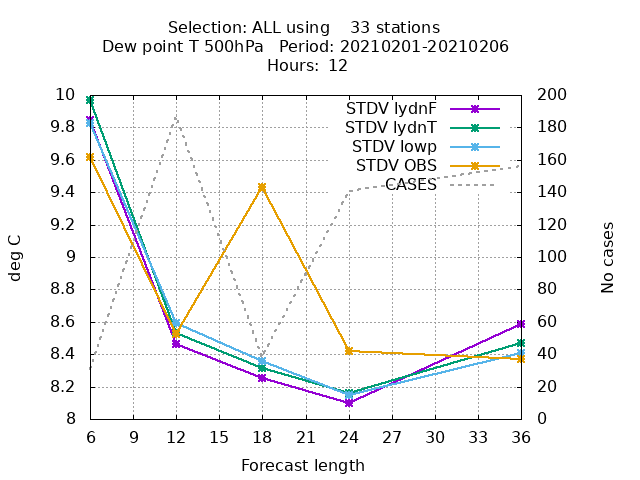 Selection: ALL using    33 stations
Dew point T 500hPa   Period: 20210201-20210206
Hours:  12
10
9.8
9.6
9.4
9.2
9
8.8
8.6
8.4
8.2
8
deg C
STDV lydnF
STDV lydnT
STDV lowp
STDV OBS
CASES
200
180
160
140
120
100
80
60
40
20
0
No cases
6 9 12 15 18 21 24 27 30 33 36
Forecast length